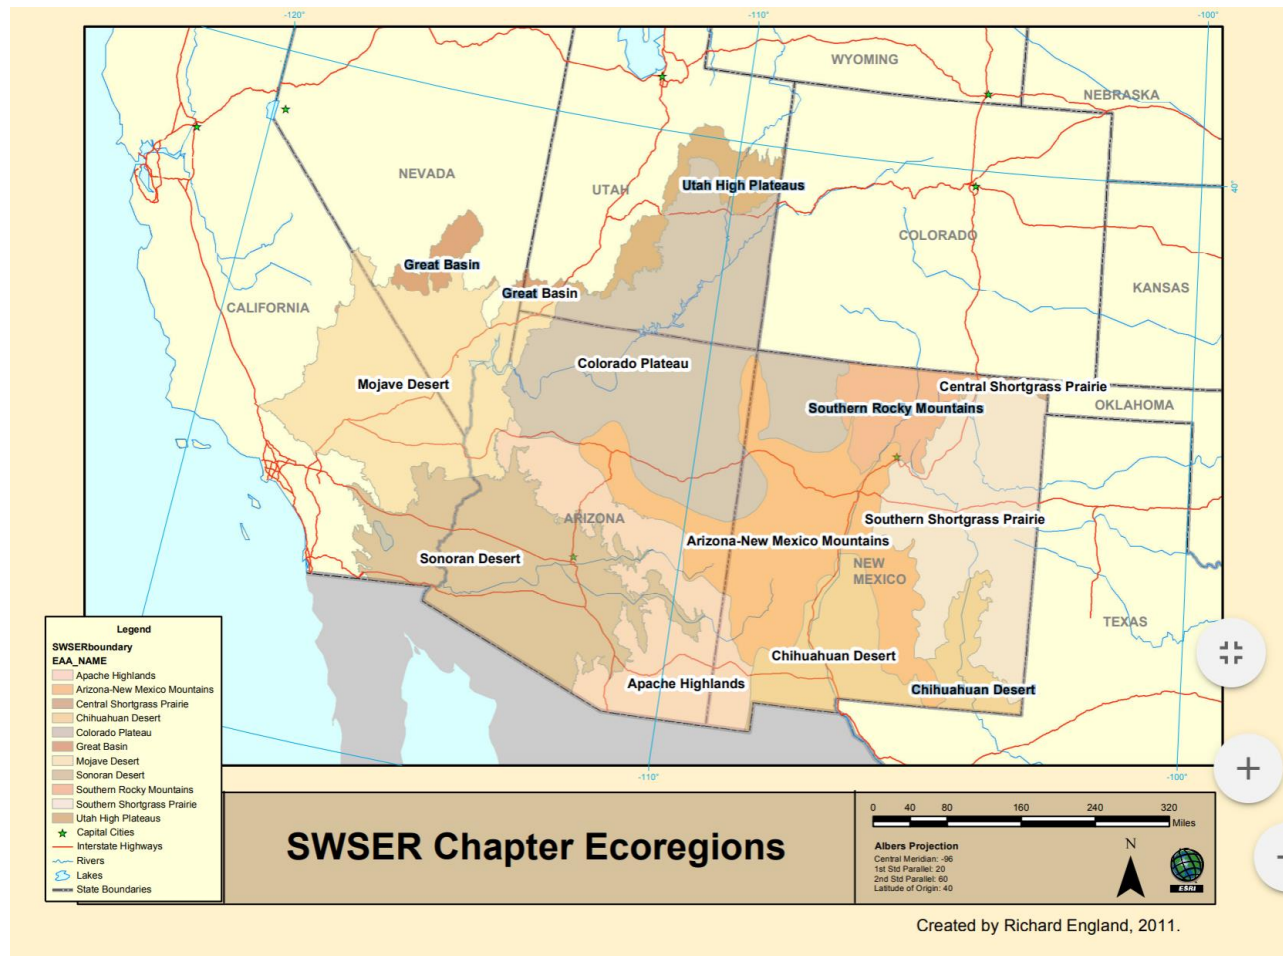 -120°
-110°
-100°
WYOMING
NEBRASKA
NEVADA
UTAH
Utah High Plateaus
40°
COLORADO
Great Basin
KANSAS
Great Basin
CALIFORNIA
Colorado Plateau
Mojave Desert
Central Shortgrass Prairie
Southern Rocky Mountains
OKLAHOMA
ARIZONA
Southern Shortgrass Prairie
Arizona-New Mexico Mountains
Sonoran Desert
NEW
MEXICO
TEXAS
Chihuahuan Desert
Apache Highlands
Chihuahuan Desert
-110°
-100°
Legend
SWSERboundary
EAA_NAME
Apache Highlands
Arizona-New Mexico Mountains
Central Shortgrass Prairie
Chihuahuan Desert
Colorado Plateau
Great Basin
Mojave Desert
Sonoran Desert
Southern Rocky Mountains
Southern Shortgrass Prairie
Utah High Plateaus
Capital Cities
Interstate Highways
Rivers
Lakes
State Boundaries
SWSER Chapter Ecoregions
0 40 80 160 240 320
Miles
Albers Projection
Central Meridian: -96
1st Std Parallel: 20
2nd Std Parallel: 60
Latitude of Origin: 40
N
ESRI
Created by Richard England, 2011.